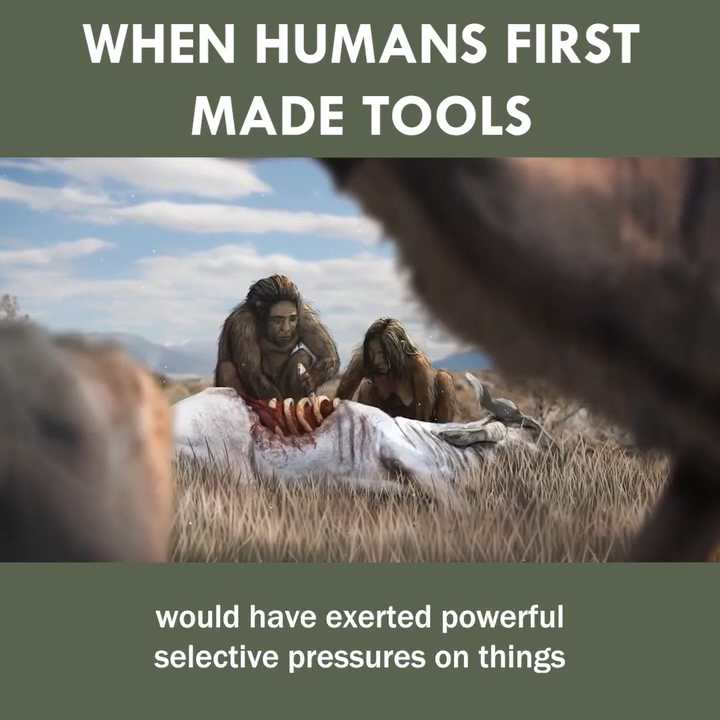 WHEN HUMANS FIRST
MADE TOOLS
would have exerted powerful
selective pressures on things